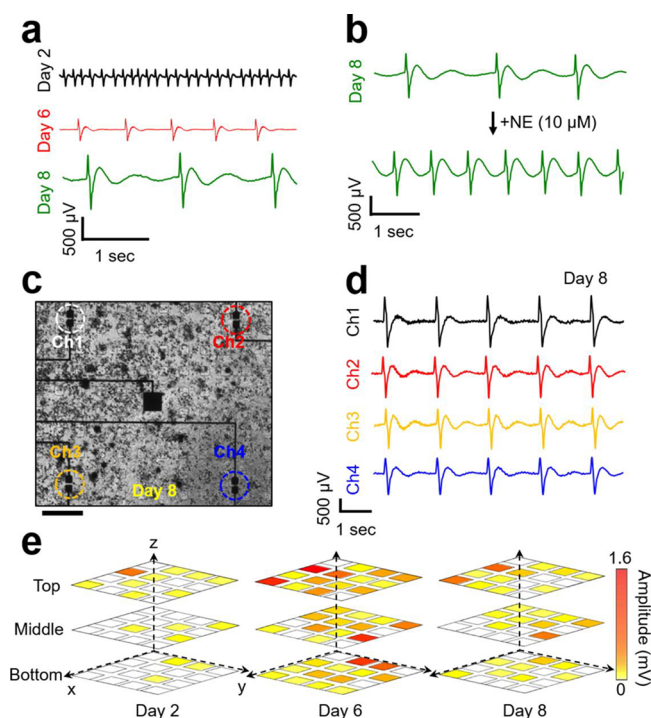 a
Day 2
Day 6
Day 8
500 µV
1 sec
b
Day 8
+NE (10 µM)
500 µV
1 sec
c
Ch1
Ch2
Ch3
Ch4
Day 8
d
Day 8
Ch1
Ch2
Ch3
Ch4
500 µV
1 sec
e
z
Top
Middle
Bottom
x
y
Day 2
Day 6
Day 8
1.6
Amplitude (mV)
0